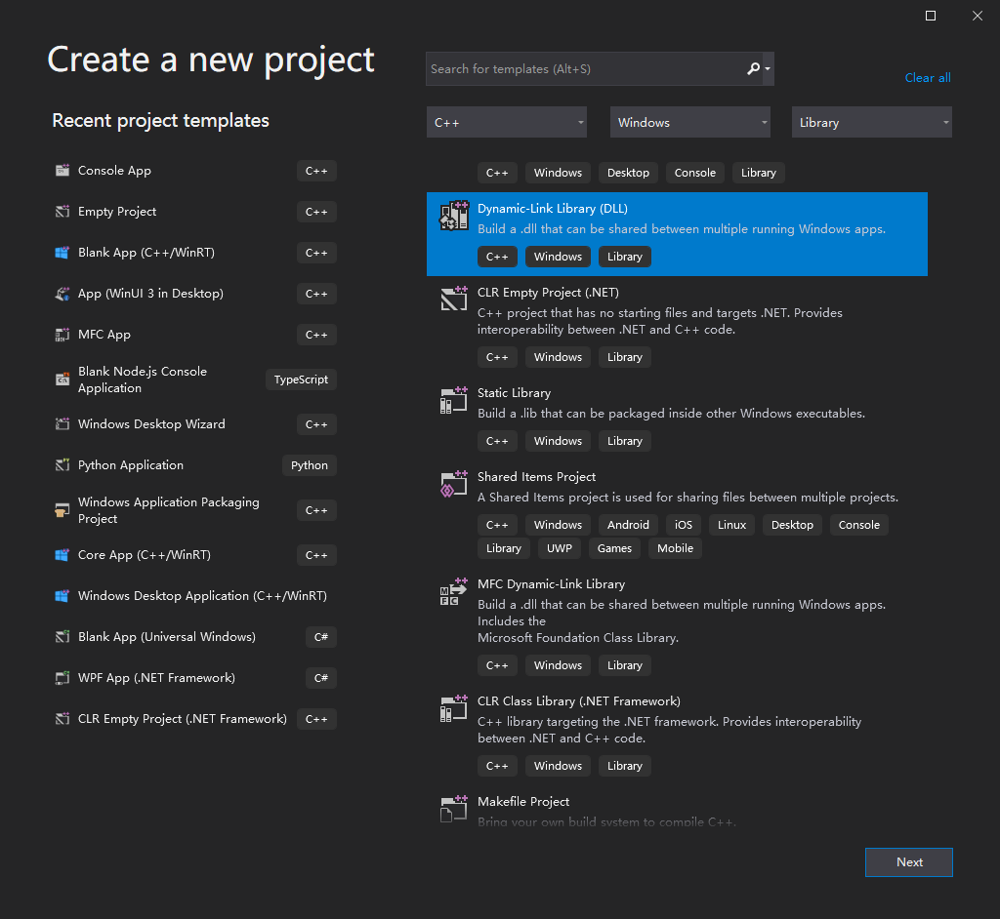 Create a new project
Search for templates (Alt+S)
Clear all
C++
Windows
Library
Recent project templates
Console App
C++
Empty Project
C++
Blank App (C++/WinRT)
C++
App (WinUI 3 in Desktop)
C++
MFC App
C++
Blank Node.js Console
Application
TypeScript
Windows Desktop Wizard
C++
Python Application
Python
Windows Application Packaging
Project
C++
Core App (C++/WinRT)
C++
Windows Desktop Application (C++/WinRT)
Blank App (Universal Windows)
C#
WPF App (.NET Framework)
C#
CLR Empty Project (.NET Framework)
C++
C++ Windows Desktop Console Library
Dynamic-Link Library (DLL)
Build a .dll that can be shared between multiple running Windows apps.
C++ Windows Library
CLR Empty Project (.NET)
C++ project that has no starting files and targets .NET. Provides
interoperability between .NET and C++ code.
C++ Windows Library
Static Library
Build a .lib that can be packaged inside other Windows executables.
C++ Windows Library
Shared Items Project
A Shared Items project is used for sharing files between multiple projects.
C++ Windows Android iOS Linux Desktop Console
Library UWP Games Mobile
MFC Dynamic-Link Library
Build a .dll that can be shared between multiple running Windows apps.
Includes the
Microsoft Foundation Class Library.
C++ Windows Library
CLR Class Library (.NET Framework)
C++ library targeting the .NET framework. Provides interoperability
between .NET and C++ code.
C++ Windows Library
Makefile Project
Bring your own build system to compile C++.
Next